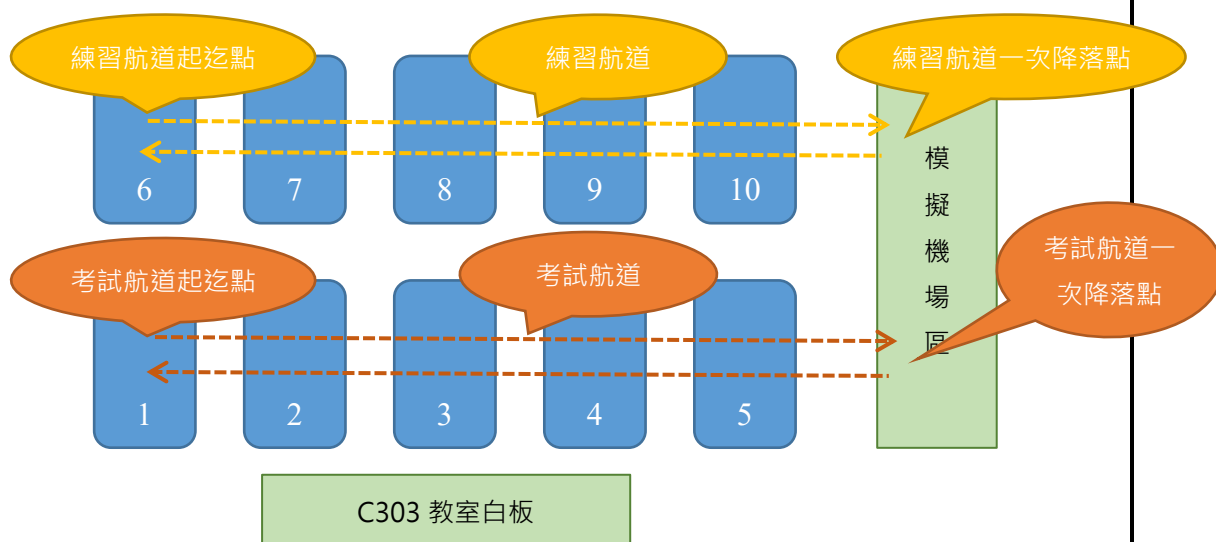 練習航道起迄點
練習航道
練習航道一次降落點
6
7
8
9
10
模
擬
機
場
區
考試航道起迄點
考試航道
考試航道一
次降落點
1
2
3
4
5
C303 教室白板